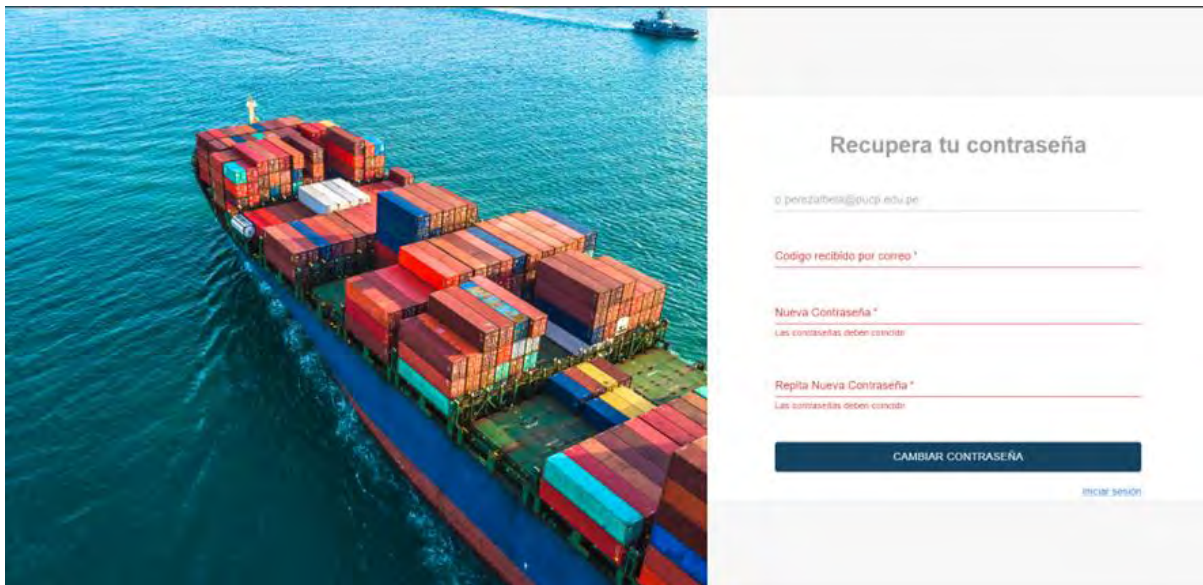 Recupera tu contraseña
@pucp.edu.pe
Codigo recibido por correo *
Nueva Contraseña *
Las contraseñas deben coincidir
Repita Nueva Contraseña *
Las contraseñas deben coincidir
CAMBIAR CONTRASEÑA
Iniciar sesión